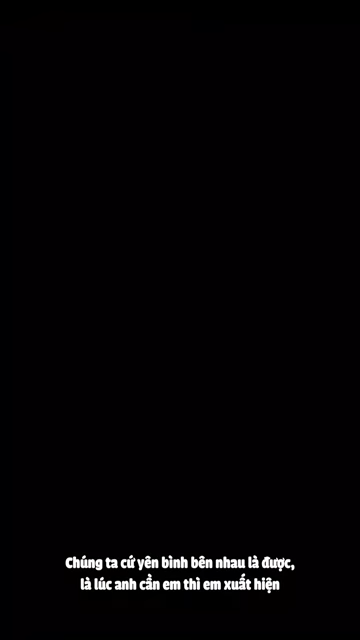 Chúng ta cứ yên bình bên nhau là được,
là lúc anh cần em thì em xuất hiện